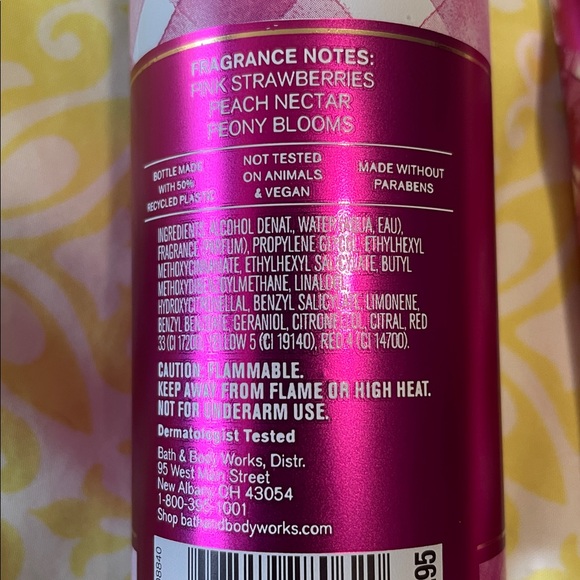 FRAGRANCE NOTES:
PINK STRAWBERRIES
PEACH NECTAR
PEONY BLOOMS
BOTTLE MADE
WITH 50%
RECYCLED PLASTIC
NOT TESTED
ON ANIMALS
& VEGAN
MADE WITHOUT
PARABENS
INGREDIENTS: ALCOHOL DENAT., WATER (AQUA, EAU),
FRAGRANCE (PARFUM), PROPYLENE GLYCOL, ETHYLHEXYL
METHOXYCINNAMATE, ETHYLHEXYL SALICYLATE, BUTYL
METHOXYDIBENZOYLMETHANE, LINALOOL,
HYDROXYCITRONELLAL, BENZYL SALICYLATE, LIMONENE,
BENZYL BENZOATE, GERANIOL, CITRONELLOL, CITRAL, RED
33 (CI 17200), YELLOW 5 (CI 19140), RED 4 (CI 14700).
CAUTION: FLAMMABLE.
KEEP AWAY FROM FLAME OR HIGH HEAT.
NOT FOR UNDERARM USE.
Dermatologist Tested
Bath & Body Works, Distr.
95 West Main Street
New Albany, OH 43054
1-800-395-1001
Shop bathandbodyworks.com
95